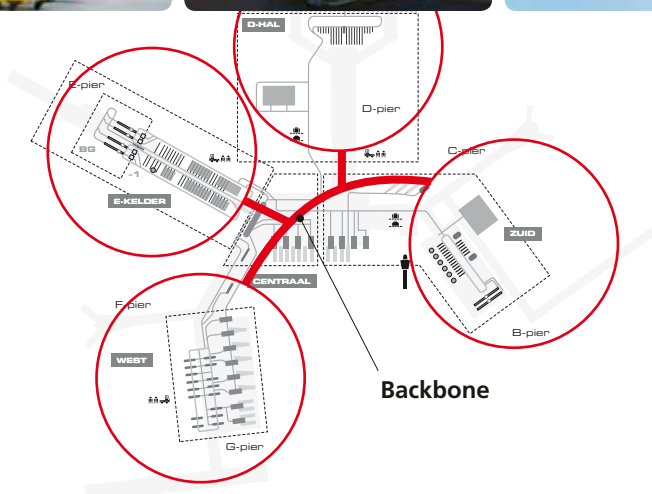 D-HAL
E-pier
D-pier
C-pier
BG
-1
E-KELDER
ZUID
CENTRAAL
F-pier
B-pier
WEST
Backbone
G-pier